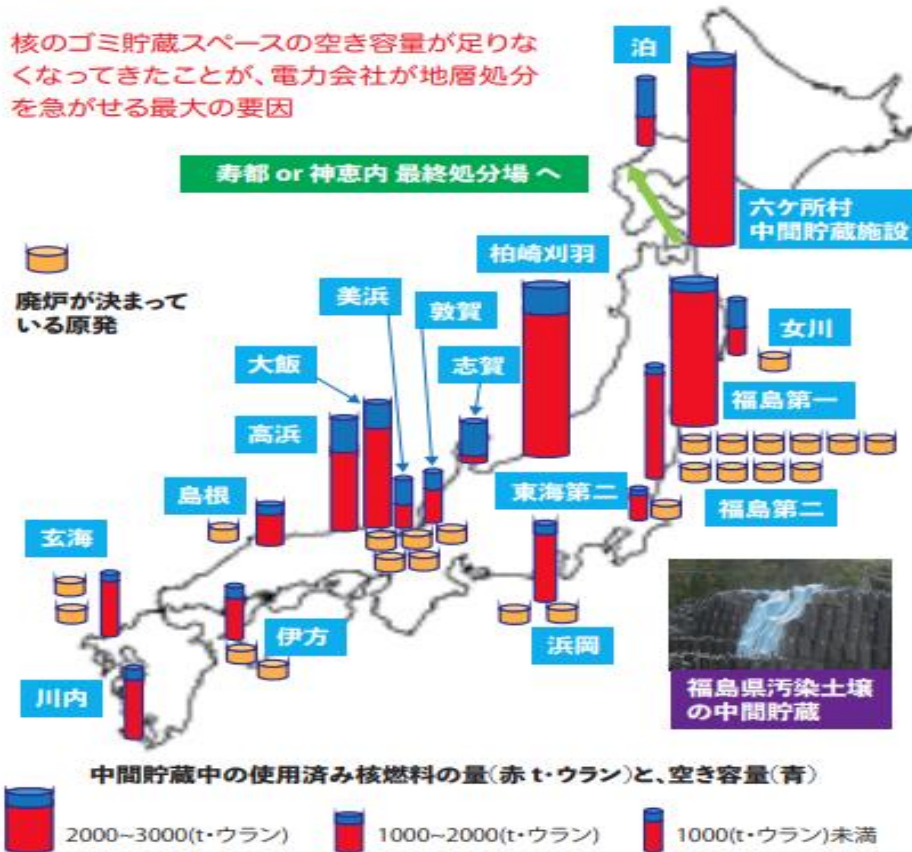 核のゴミ貯蔵スペースの空き容量が足りな
くなってきたことが、電力会社が地層処分
を急がせる最大の要因
泊
寿都 or 神恵内 最終処分場 へ
六ケ所村
中間貯蔵施設
柏崎刈羽
廃炉が決まって
いる原発
美浜
敦賀
女川
大飯
志賀
福島第一
高浜
島根
東海第二
福島第二
玄海
伊方
浜岡
川内
福島県汚染土壌
の中間貯蔵
中間貯蔵中の使用済み核燃料の量(赤 t・ウラン)と、空き容量(青)
2000~3000(t・ウラン)
1000~2000(t・ウラン)
1000(t・ウラン)未満